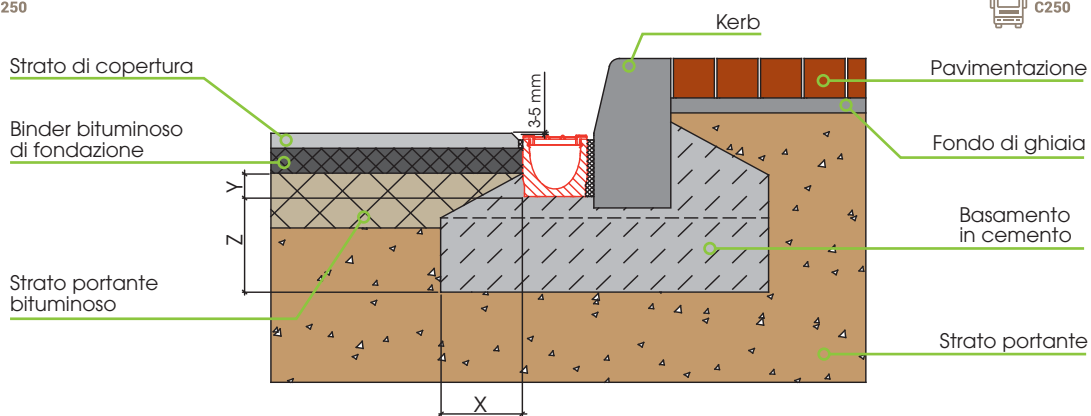 250
C250
Kerb
Strato di copertura
3-5 mm
Pavimentazione
Binder bituminoso
di fondazione
Fondo di ghiaia
Y
Z
Basamento
in cemento
Strato portante
bituminoso
Strato portante
X